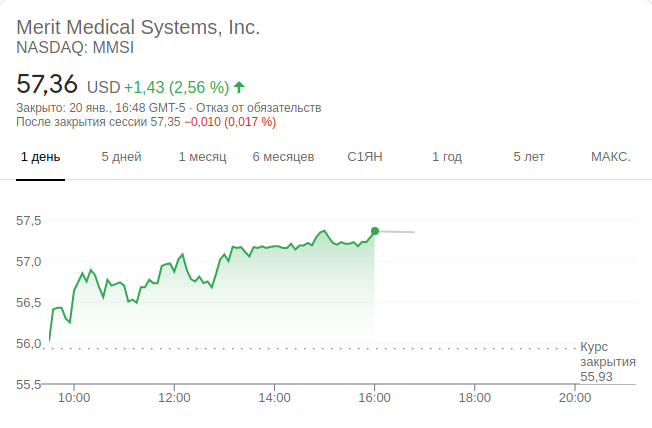 Merit Medical Systems, Inc.
NASDAQ: MMSI
57,36 USD +1,43 (2,56 %)
Закрыто: 20 янв., 16:48 GMT-5 · Отказ от обязательств
После закрытия сессии 57,35 −0,010 (0,017 %)
1 день 5 дней 1 месяц 6 месяцев С1ЯН 1 год 5 лет МАКС.
57,5
57,0
56,5
56,0
Курс
закрытия
55,93
55,5
10:00 12:00 14:00 16:00 18:00 20:00